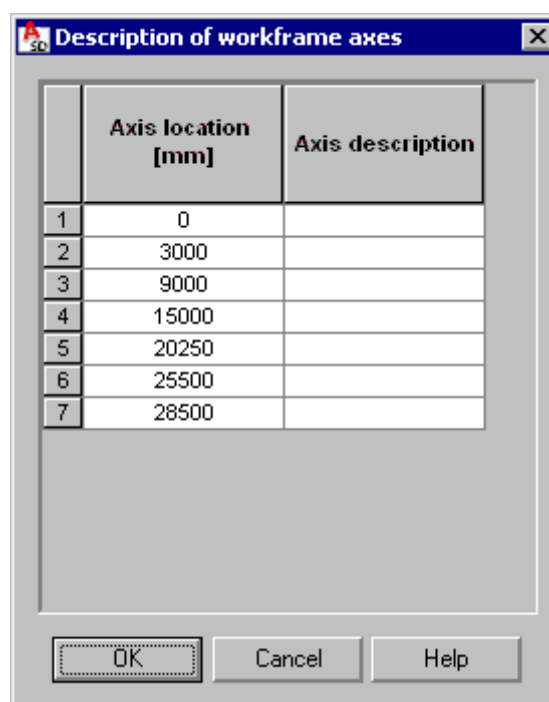 A SD Description of workframe axes
Axis location
[mm]
Axis description
1 0
2 3000
3 9000
4 15000
5 20250
6 25500
7 28500
OK Cancel Help